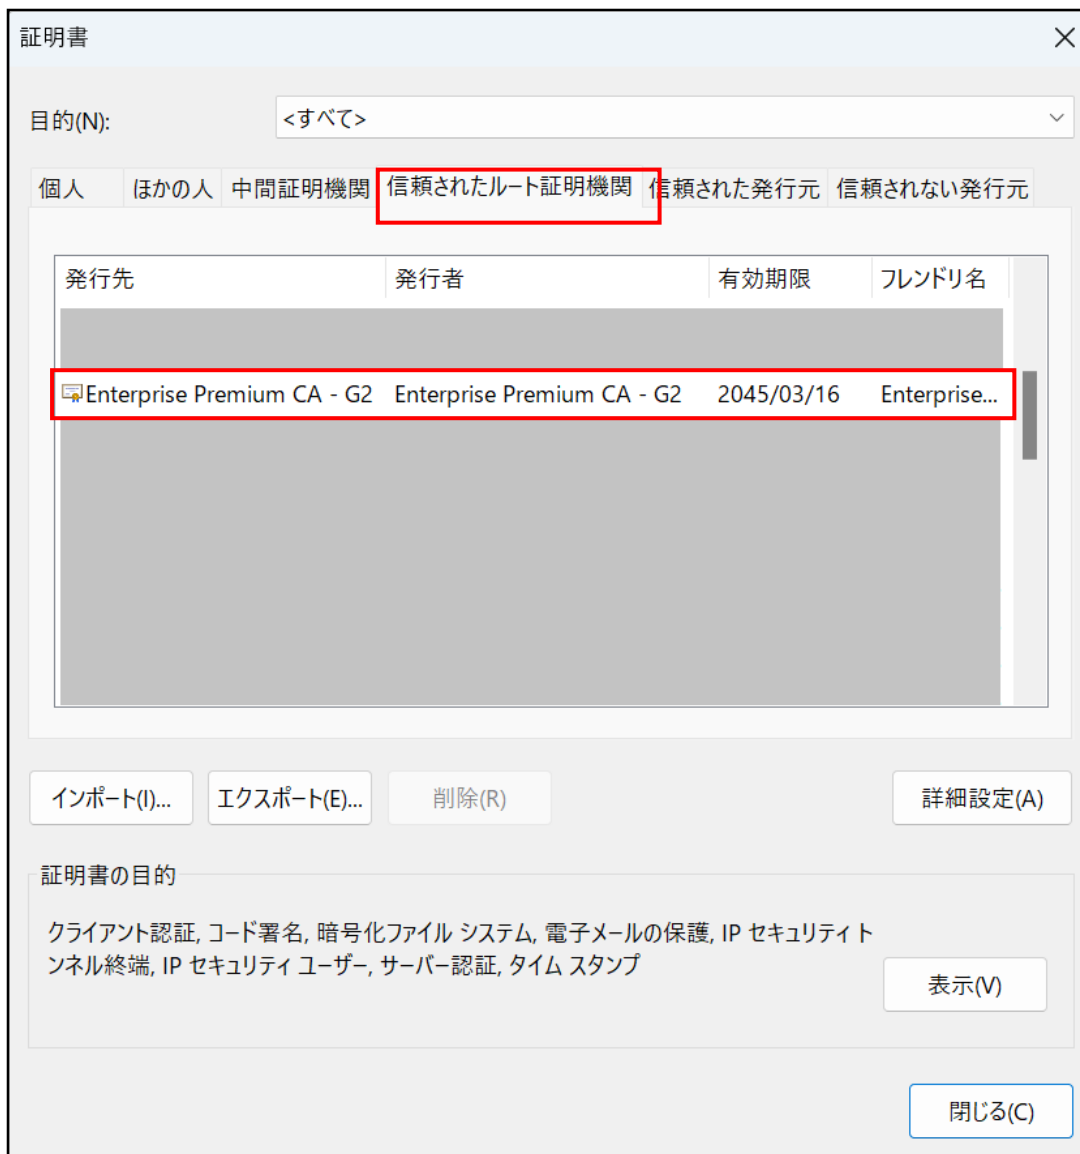 証明書
目的(N):
<すべて>
個人 ほかの人 中間証明機関 信頼されたルート証明機関 信頼された発行元 信頼されない発行元
発行先 発行者 有効期限 フレンドリ名
Enterprise Premium CA - G2 Enterprise Premium CA - G2 2045/03/16 Enterprise...
インポート(I)... エクスポート(E)... 削除(R) 詳細設定(A)
証明書の目的
クライアント認証, コード署名, 暗号化ファイル システム, 電子メールの保護, IP セキュリティ ト
ンネル終端, IP セキュリティ ユーザー, サーバー認証, タイム スタンプ
表示(V)
閉じる(C)